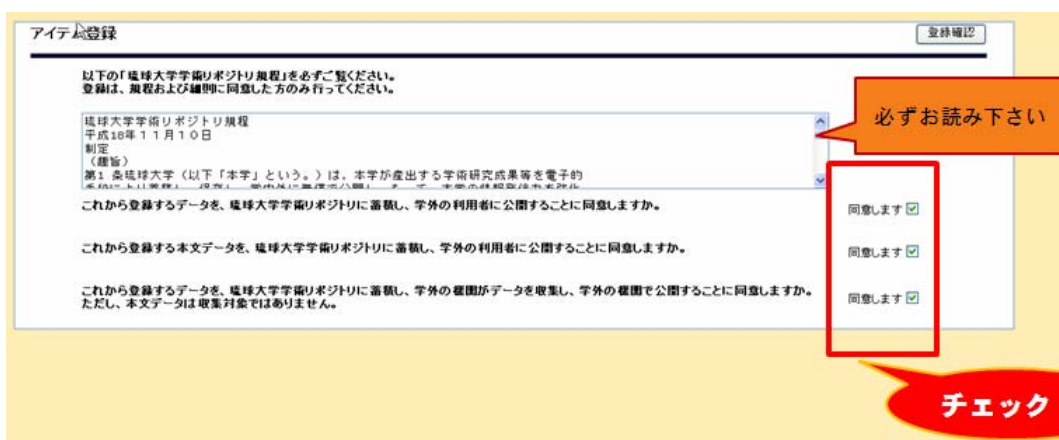 アイテム登録
登録確認
以下の「琉球大学学術リポジトリ規程」を必ずご覧ください。
登録は、規程および細則に同意した方のみ行ってください。
必ずお読み下さい
琉球大学学術リポジトリ規程
平成18年11月10日
制定
（趣旨）
第1 条琉球大学（以下「本学」という。）は、本学が産出する学術研究成果等を電子的
これから登録するデータを、琉球大学学術リポジトリに蓄積し、学外の利用者に公開することに同意しますか。
同意します
これから登録する本文データを、琉球大学学術リポジトリに蓄積し、学外の利用者に公開することに同意しますか。
同意します
これから登録するデータを、琉球大学学術リポジトリに蓄積し、学外の機関がデータを収集し、学外の機関で公開することに同意しますか。
ただし、本文データは収集対象ではありません。
同意します
チェック